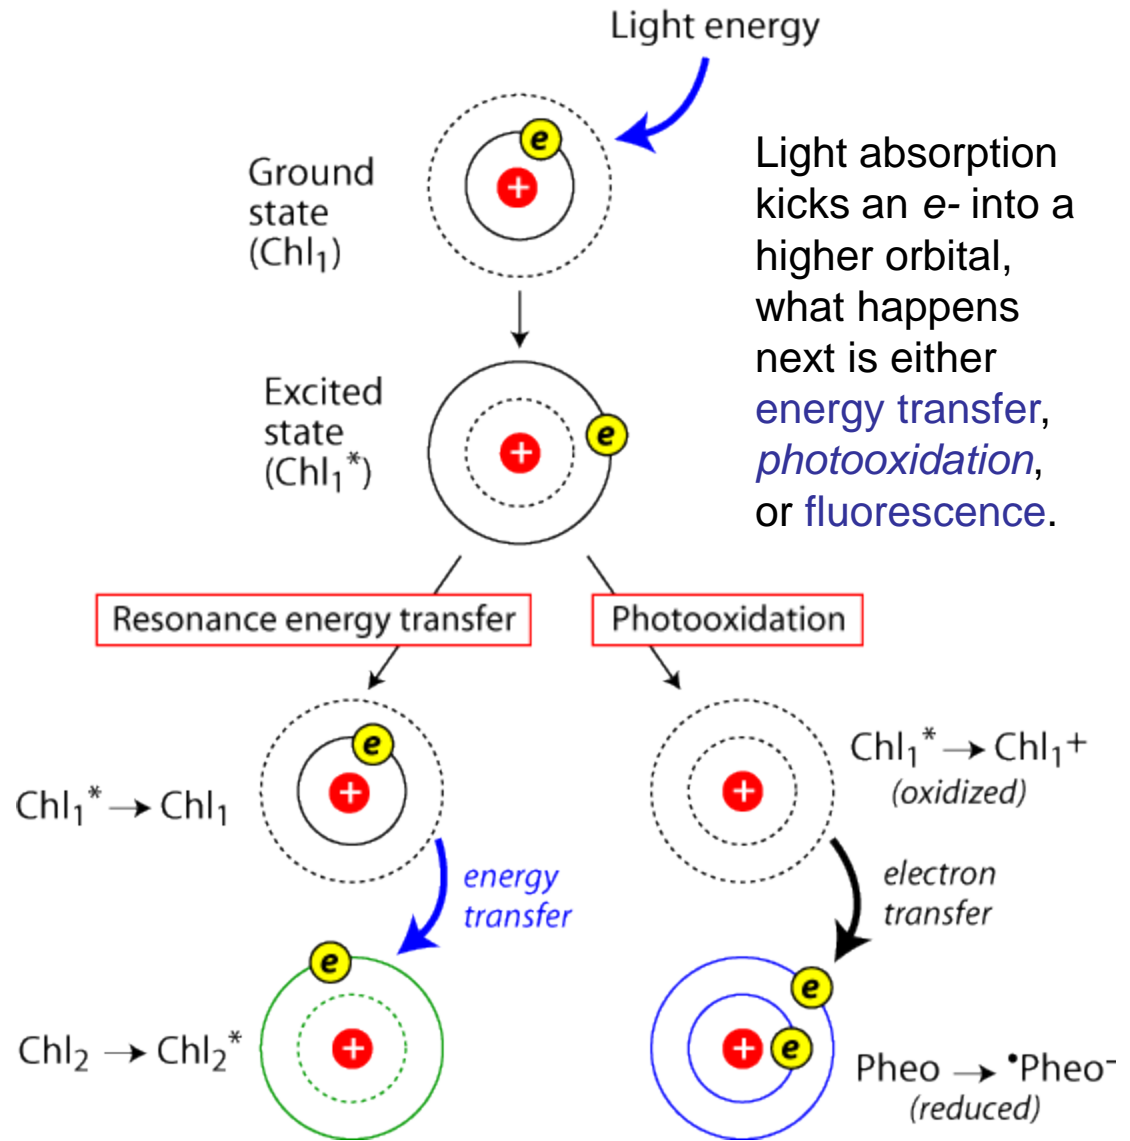 Light energy
Light absorption
kicks an e- into a
higher orbital,
what happens
next is either
energy transfer,
photooxidation,
or fluorescence.
e
+
Ground
state
(Chl₁)
Excited
state
(Chl₁*)
e
+
Resonance energy transfer
Photooxidation
e
+
Chl₁* → Chl₁
energy
transfer
e
+
Chl₂ → Chl₂*
+
Chl₁* → Chl₁⁺
(oxidized)
electron
transfer
e
+
e
Pheo → •Pheo⁻
(reduced)